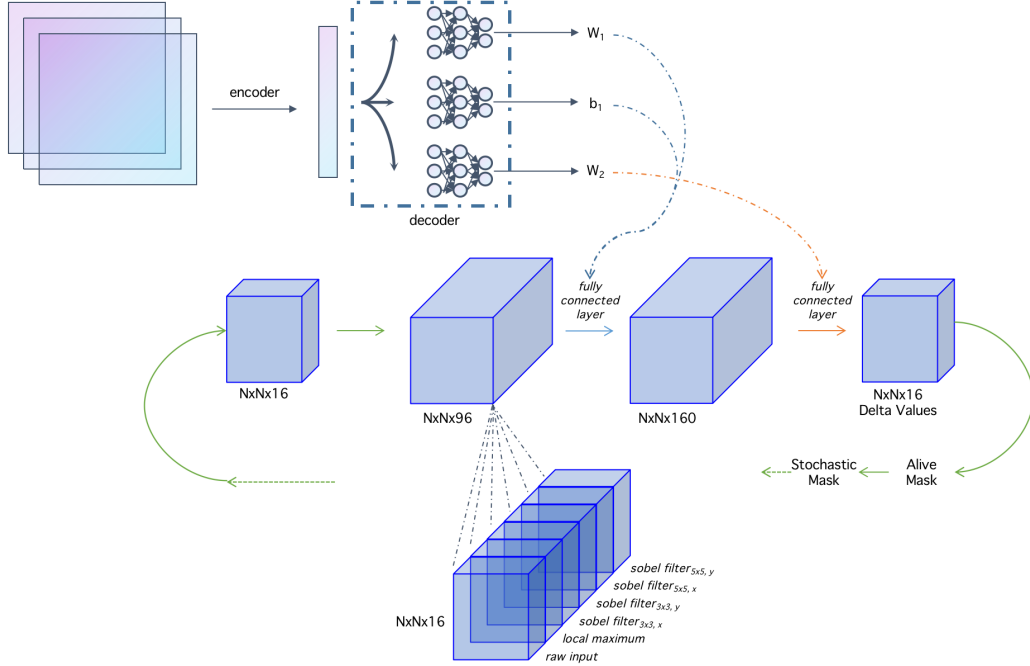 encoder
W1
b1
W2
decoder
fully
connected
layer
fully
connected
layer
NxNx16
NxNx96
NxNx160
NxNx16
Delta Values
Stochastic
Mask
Alive
Mask
sobel filter5x5, y
sobel filter5x5, x
sobel filter3x3, y
sobel filter3x3, x
NxNx16
local maximum
raw input